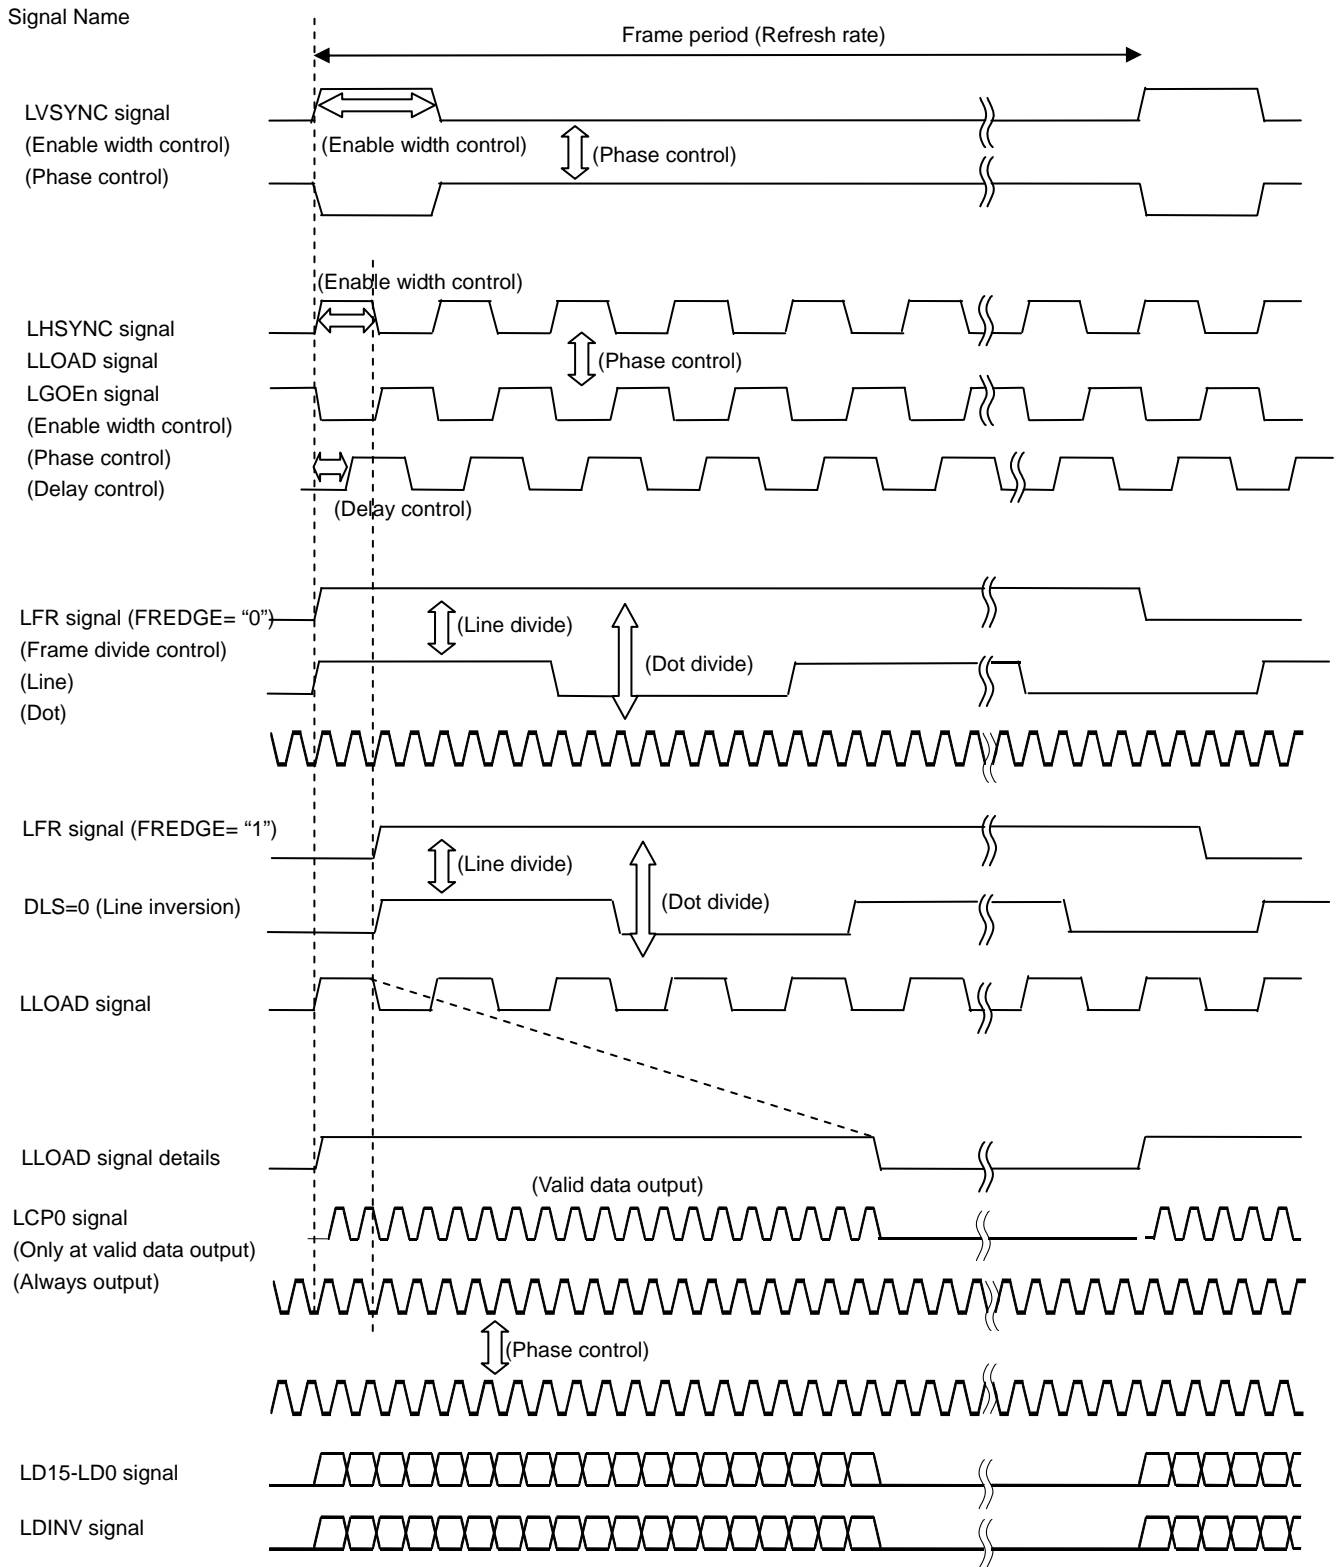 Signal Name
Frame period (Refresh rate)
LVSYNC signal
(Enable width control)
(Enable width control)
(Phase control)
(Phase control)
(Enable width control)
LHSYNC signal
LLOAD signal
(Phase control)
LGOEn signal
(Enable width control)
(Phase control)
(Delay control)
(Delay control)
LFR signal (FREDGE= “0”)
(Line divide)
(Frame divide control)
(Dot divide)
(Line)
(Dot)
LFR signal (FREDGE= “1”)
(Line divide)
DLS=0 (Line inversion)
(Dot divide)
LLOAD signal
LLOAD signal details
(Valid data output)
LCP0 signal
(Only at valid data output)
(Always output)
(Phase control)
LD15-LD0 signal
LDINV signal